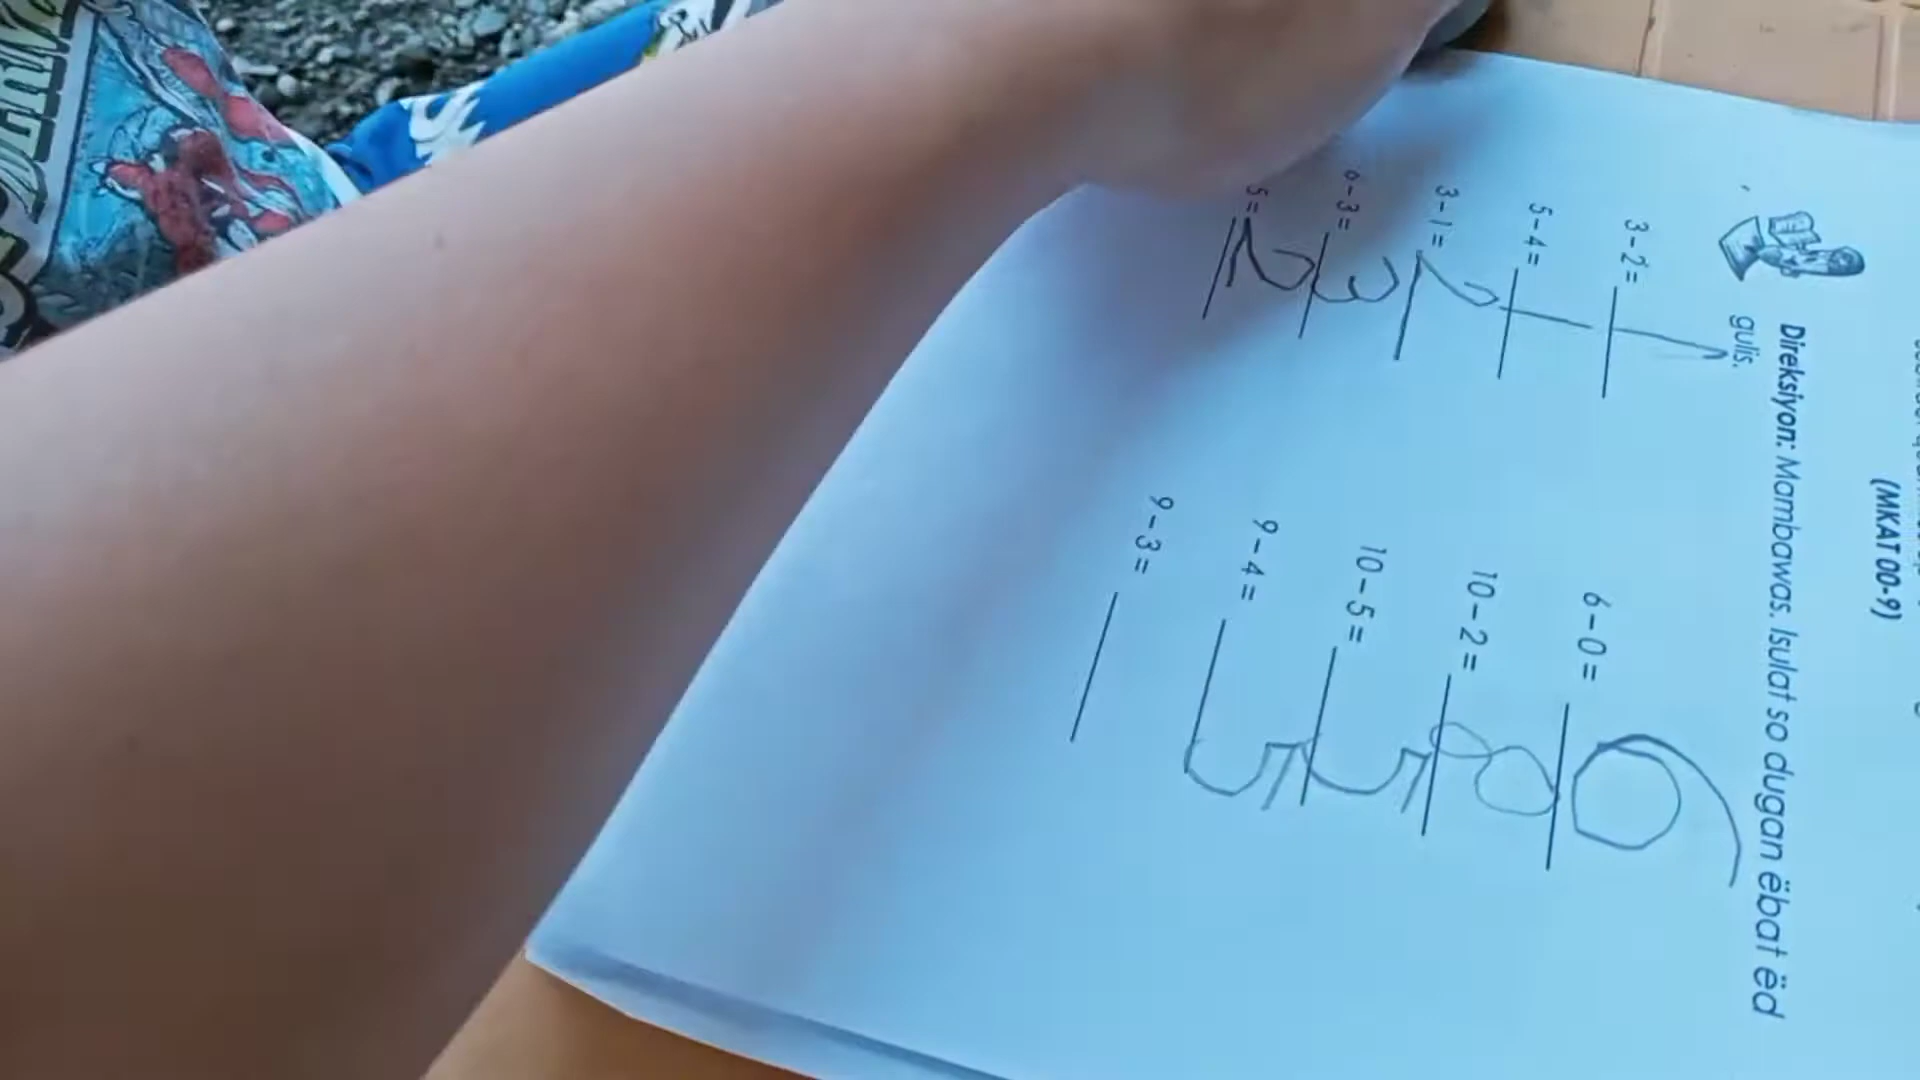 (MKAT 00-9)
Direksiyon: Mambawas. Isulat so dugan ëbat ëd
gulis.
3 - 2 = 1
6 - 0 = 6
5 - 4 = 1
10 - 2 = 8
3 - 1 = 2
10 - 5 = 5
- 3 = 3
9 - 4 = 5
5 = 2
9 - 3 =